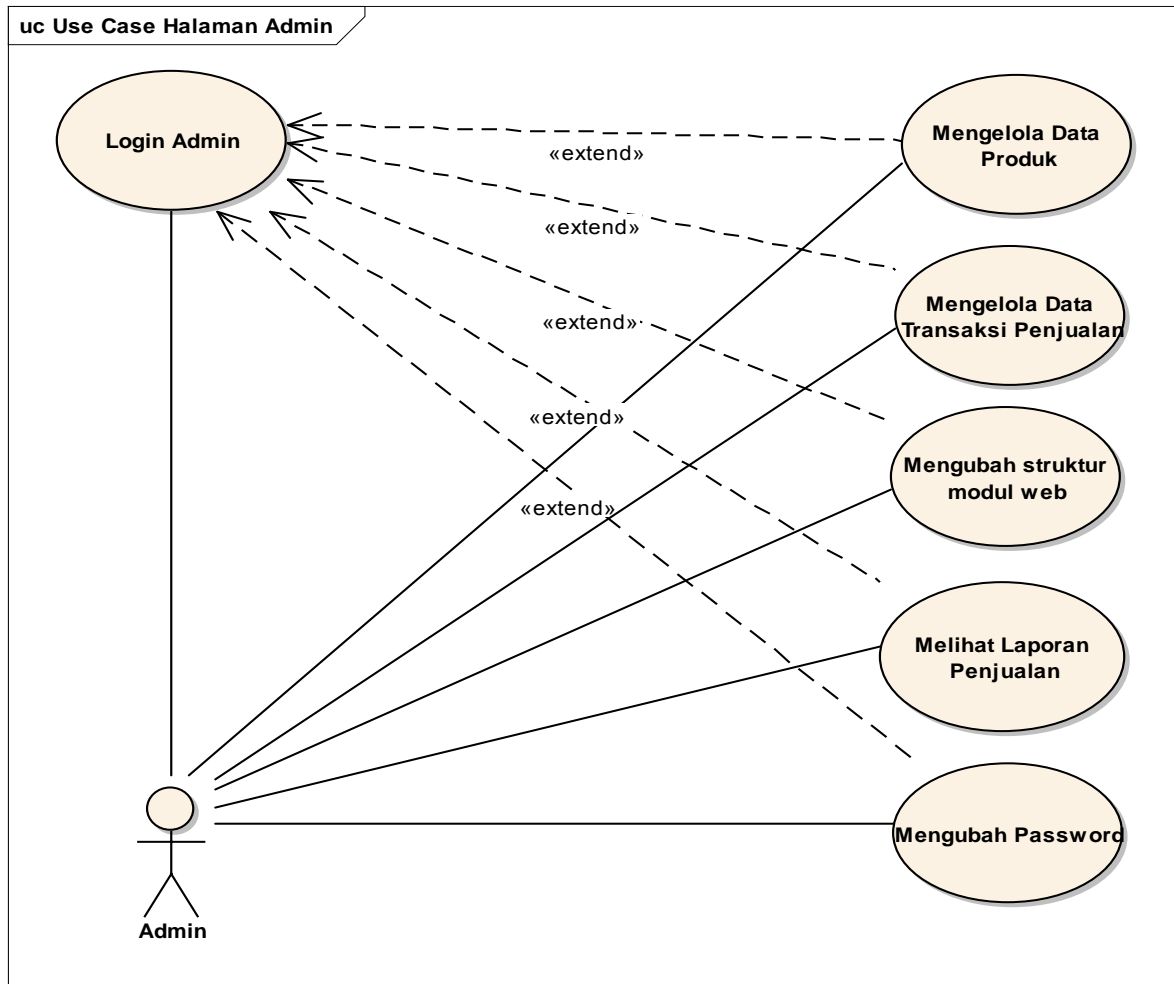 uc Use Case Halaman Admin
Login Admin
Mengelola Data
Produk
«extend»
«extend»
Mengelola Data
Transaksi Penjualan
«extend»
«extend»
Mengubah struktur
modul web
«extend»
Melihat Laporan
Penjualan
Mengubah Password
Admin